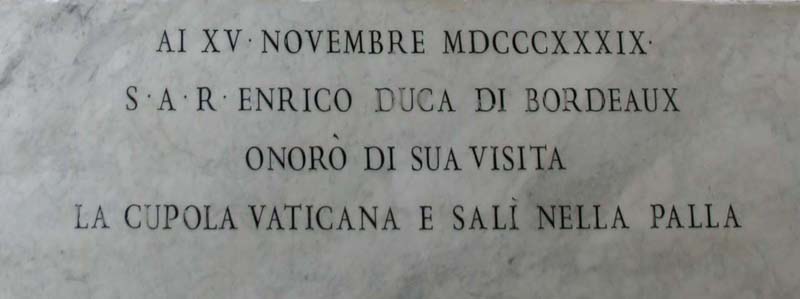 AI XV · NOVEMBRE MDCCCXXXIX ·
S · A · R · ENRICO DUCA DI BORDEAUX
ONORÒ DI SUA VISITA
LA CUPOLA VATICANA E SALÌ NELLA PALLA